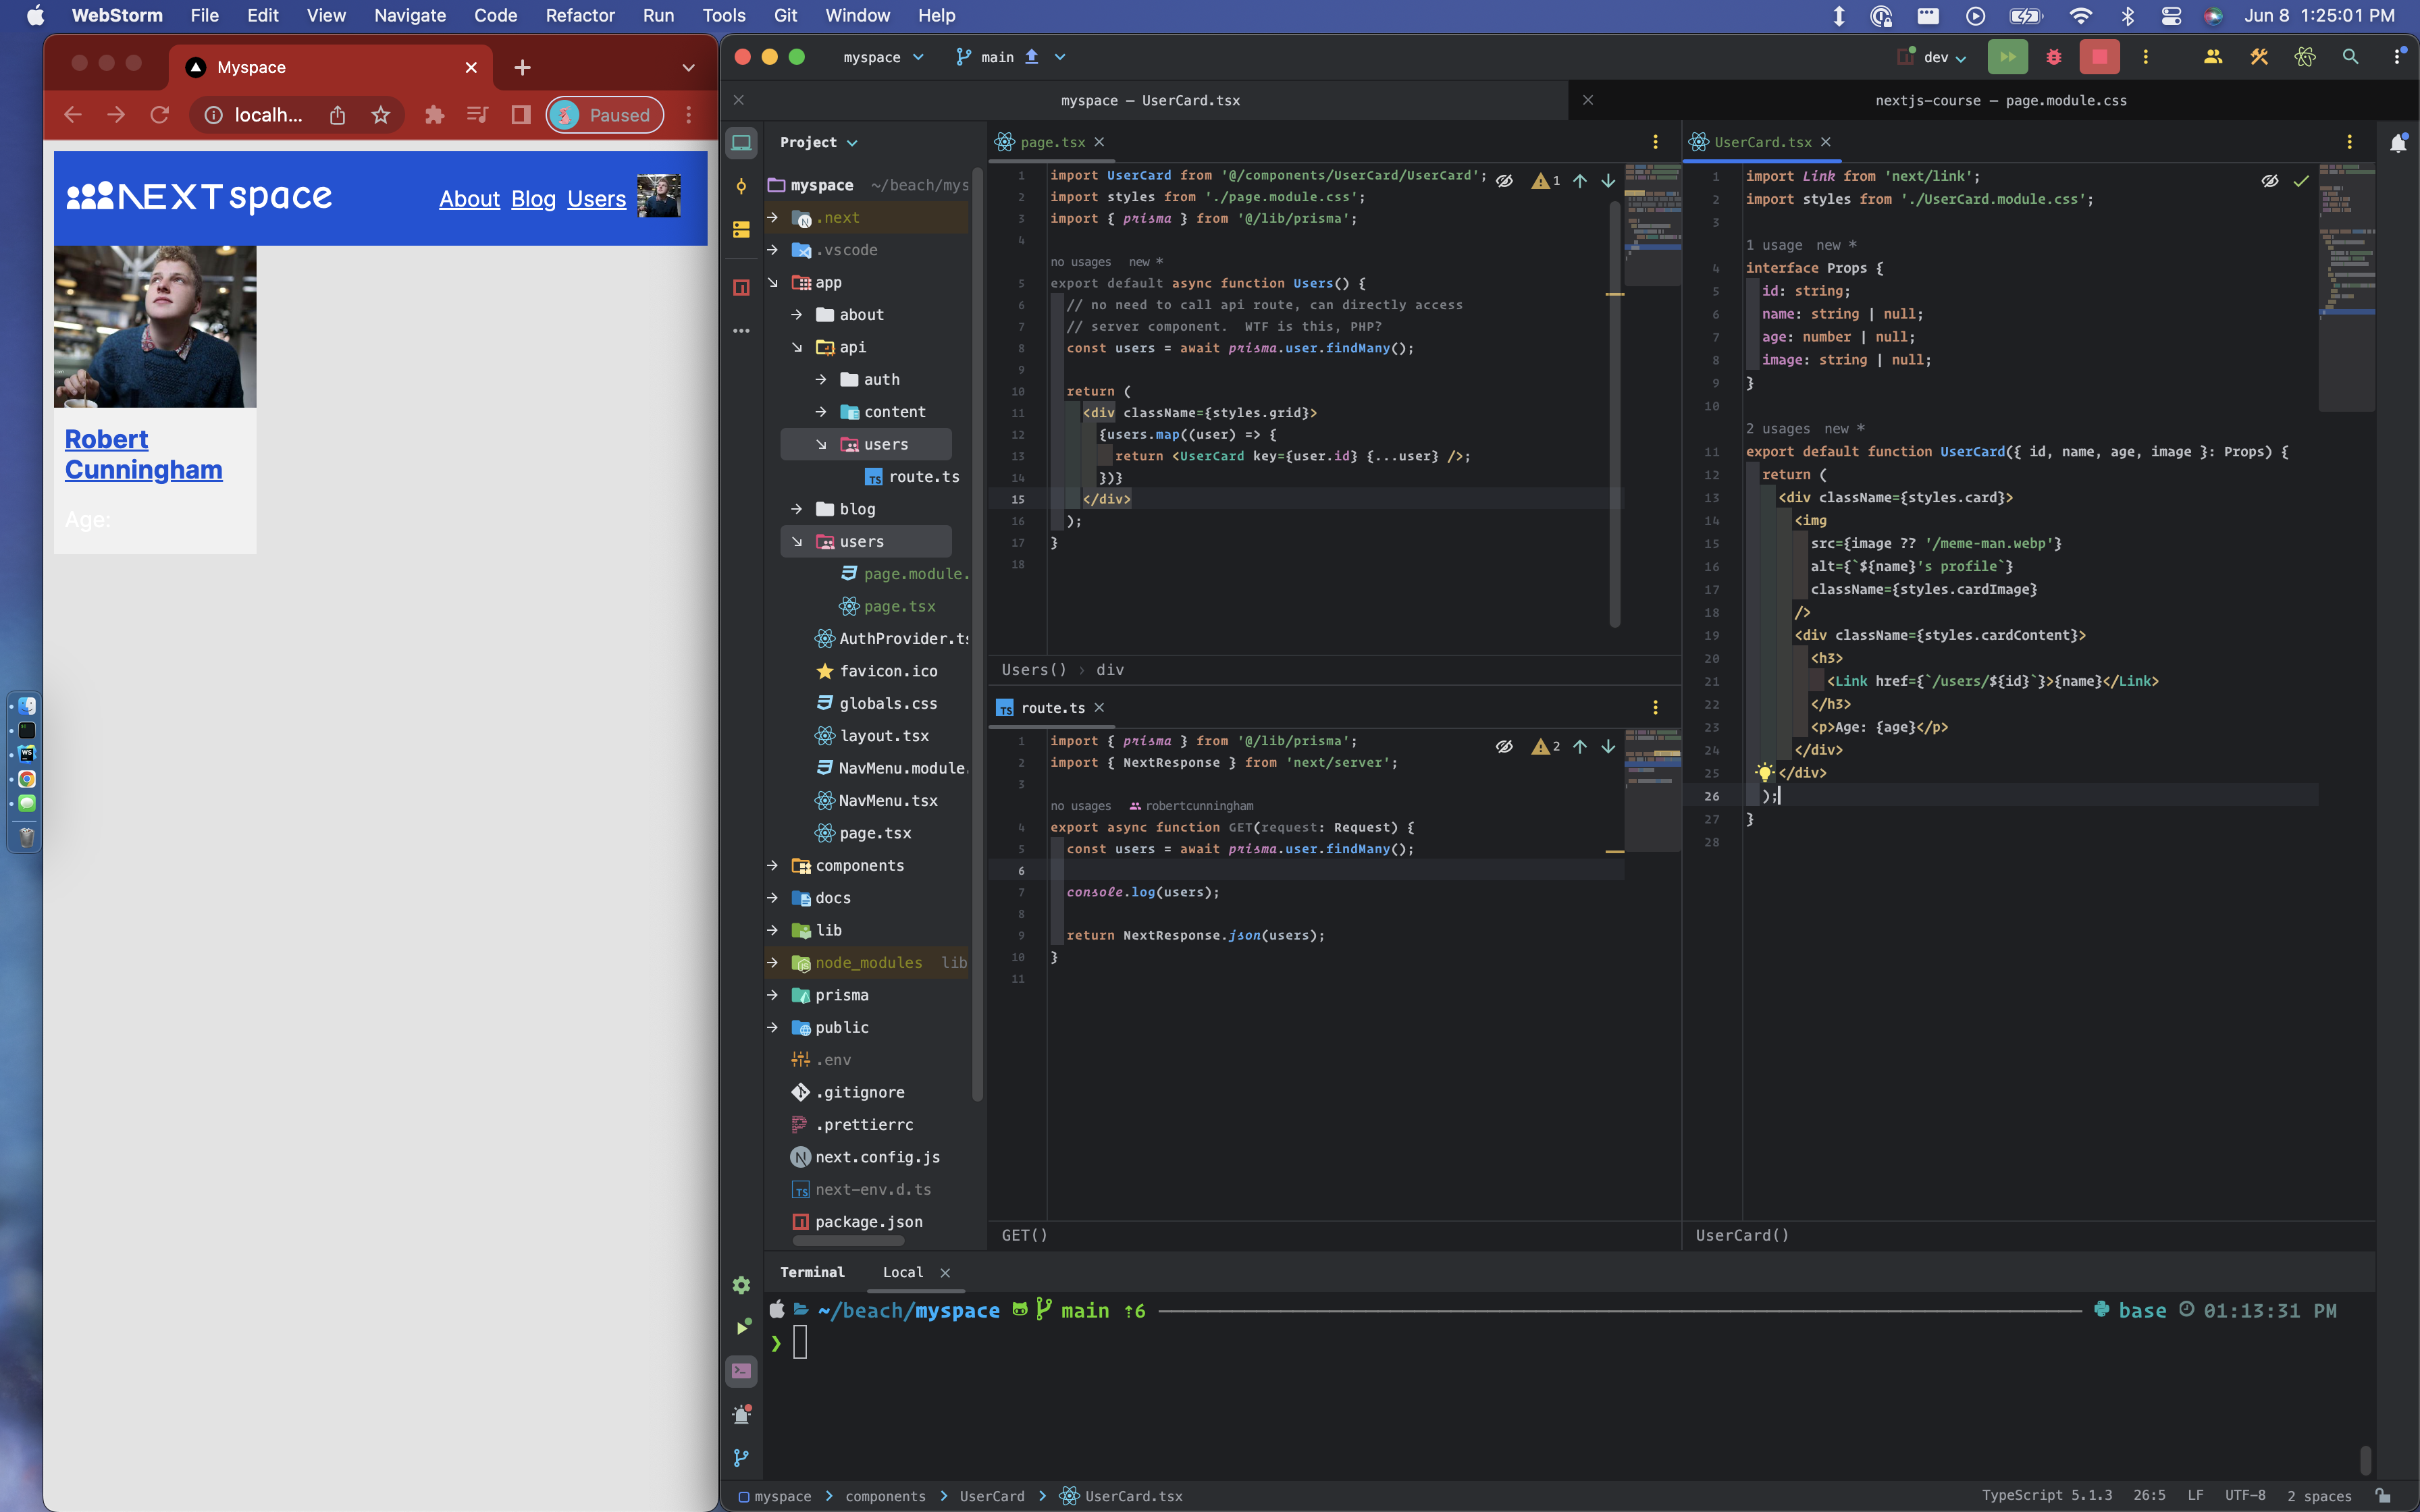 WebStorm File Edit View Navigate Code Refactor Run Tools Git Window Help
Jun 8 1:25:01 PM
Myspace
localh...
Paused
NEXT space
About Blog Users
Robert
Cunningham
Age:
myspace
main
dev
myspace – UserCard.tsx
nextjs-course – page.module.css
Project
myspace ~/beach/mys
.next
.vscode
app
about
api
auth
content
users
route.ts
blog
users
page.module.
page.tsx
AuthProvider.ts
favicon.ico
globals.css
layout.tsx
NavMenu.module.
NavMenu.tsx
page.tsx
components
docs
lib
node_modules lib
prisma
public
.env
.gitignore
.prettierrc
next.config.js
next-env.d.ts
package.json
page.tsx
1
1 import UserCard from '@/components/UserCard/UserCard';
2 import styles from './page.module.css';
3 import { prisma } from '@/lib/prisma';
4
no usages new *
5 export default async function Users() {
6 // no need to call api route, can directly access
7 // server component. WTF is this, PHP?
8 const users = await prisma.user.findMany();
9
10 return (
11 <div className={styles.grid}>
12 {users.map((user) => {
13 return <UserCard key={user.id} {...user} />;
14 })}
15 </div>
16 );
17 }
18
Users() › div
route.ts
2
1 import { prisma } from '@/lib/prisma';
2 import { NextResponse } from 'next/server';
3
no usages robertcunningham
4 export async function GET(request: Request) {
5 const users = await prisma.user.findMany();
6
7 console.log(users);
8
9 return NextResponse.json(users);
10 }
11
GET()
UserCard.tsx
1 import Link from 'next/link';
2 import styles from './UserCard.module.css';
3
1 usage new *
4 interface Props {
5 id: string;
6 name: string | null;
7 age: number | null;
8 image: string | null;
9 }
10
2 usages new *
11 export default function UserCard({ id, name, age, image }: Props) {
12 return (
13 <div className={styles.card}>
14 <img
15 src={image ?? '/meme-man.webp'}
16 alt={`${name}'s profile`}
17 className={styles.cardImage}
18 />
19 <div className={styles.cardContent}>
20 <h3>
21 <Link href={`/users/${id}`}>{name}</Link>
22 </h3>
23 <p>Age: {age}</p>
24 </div>
25 </div>
26 );
27 }
28
UserCard()
Terminal Local
~/beach/myspace main ⇡6
base 01:13:31 PM
❯
myspace › components › UserCard › UserCard.tsx
TypeScript 5.1.3 26:5 LF UTF-8 2 spaces